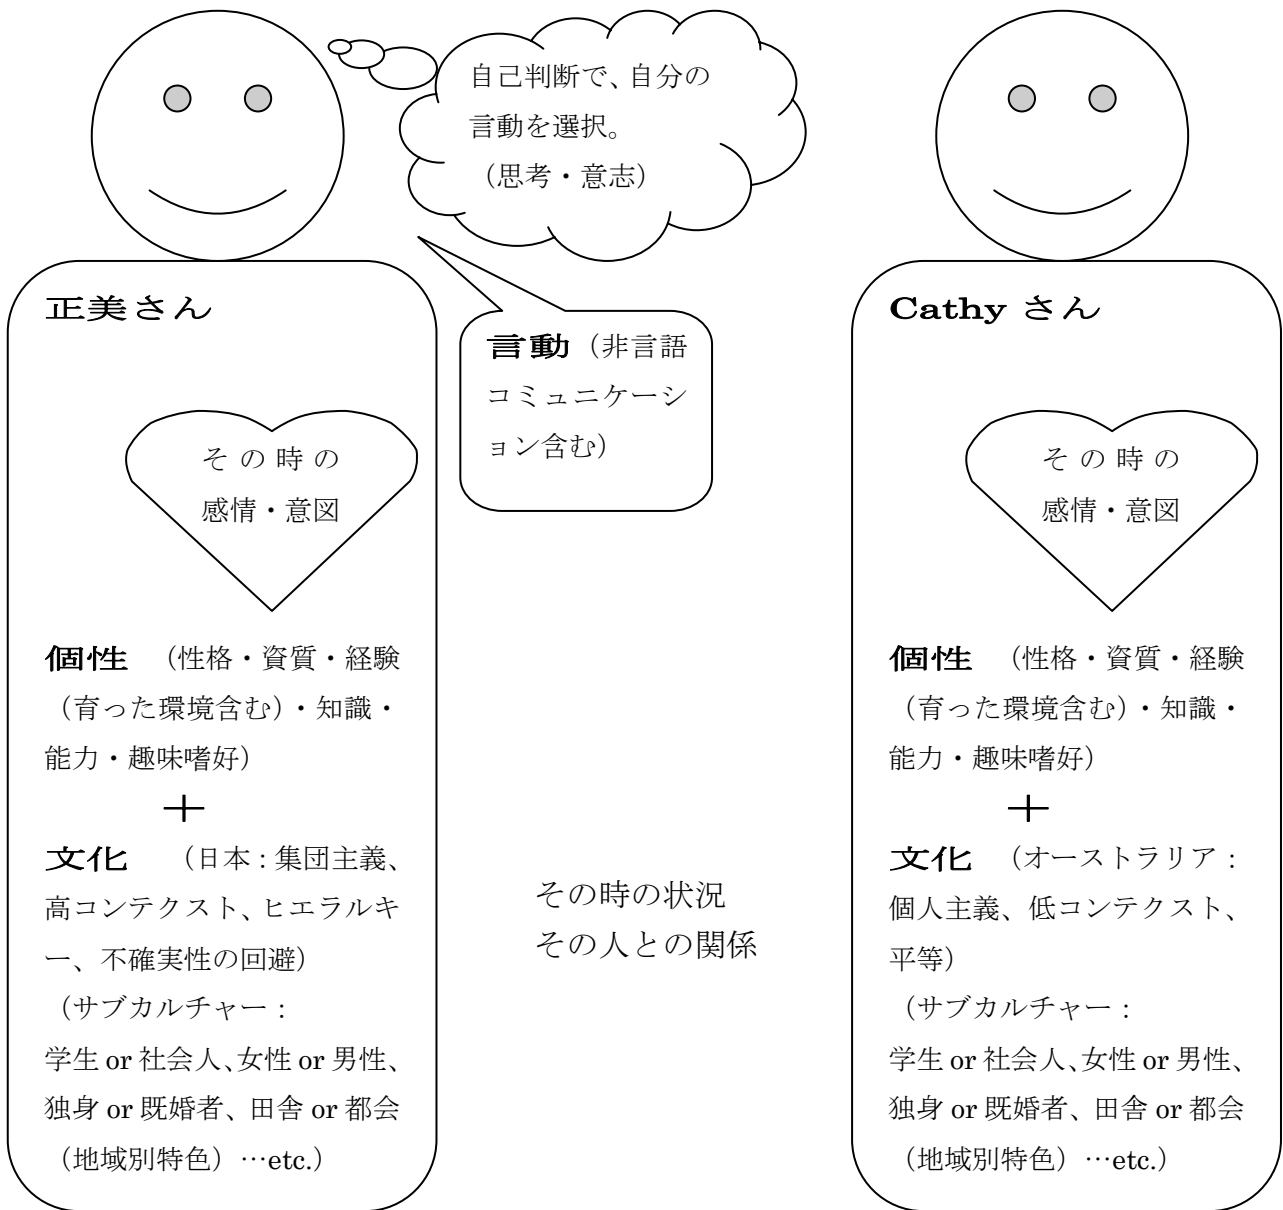 自己判断で、自分の
言動を選択。
（思考・意志）
正美さん
言動（非言語
コミュニケーシ
ョン含む）
その時の
感情・意図
個性　（性格・資質・経験
（育った環境含む）・知識・
能力・趣味嗜好）
＋
文化　（日本：集団主義、
高コンテクスト、ヒエラルキ
ー、不確実性の回避）
（サブカルチャー：
学生 or 社会人、女性 or 男性、
独身 or 既婚者、田舎 or 都会
（地域別特色）…etc.）
その時の状況
その人との関係
Cathy さん
その時の
感情・意図
個性　（性格・資質・経験
（育った環境含む）・知識・
能力・趣味嗜好）
＋
文化　（オーストラリア：
個人主義、低コンテクスト、
平等）
（サブカルチャー：
学生 or 社会人、女性 or 男性、
独身 or 既婚者、田舎 or 都会
（地域別特色）…etc.）